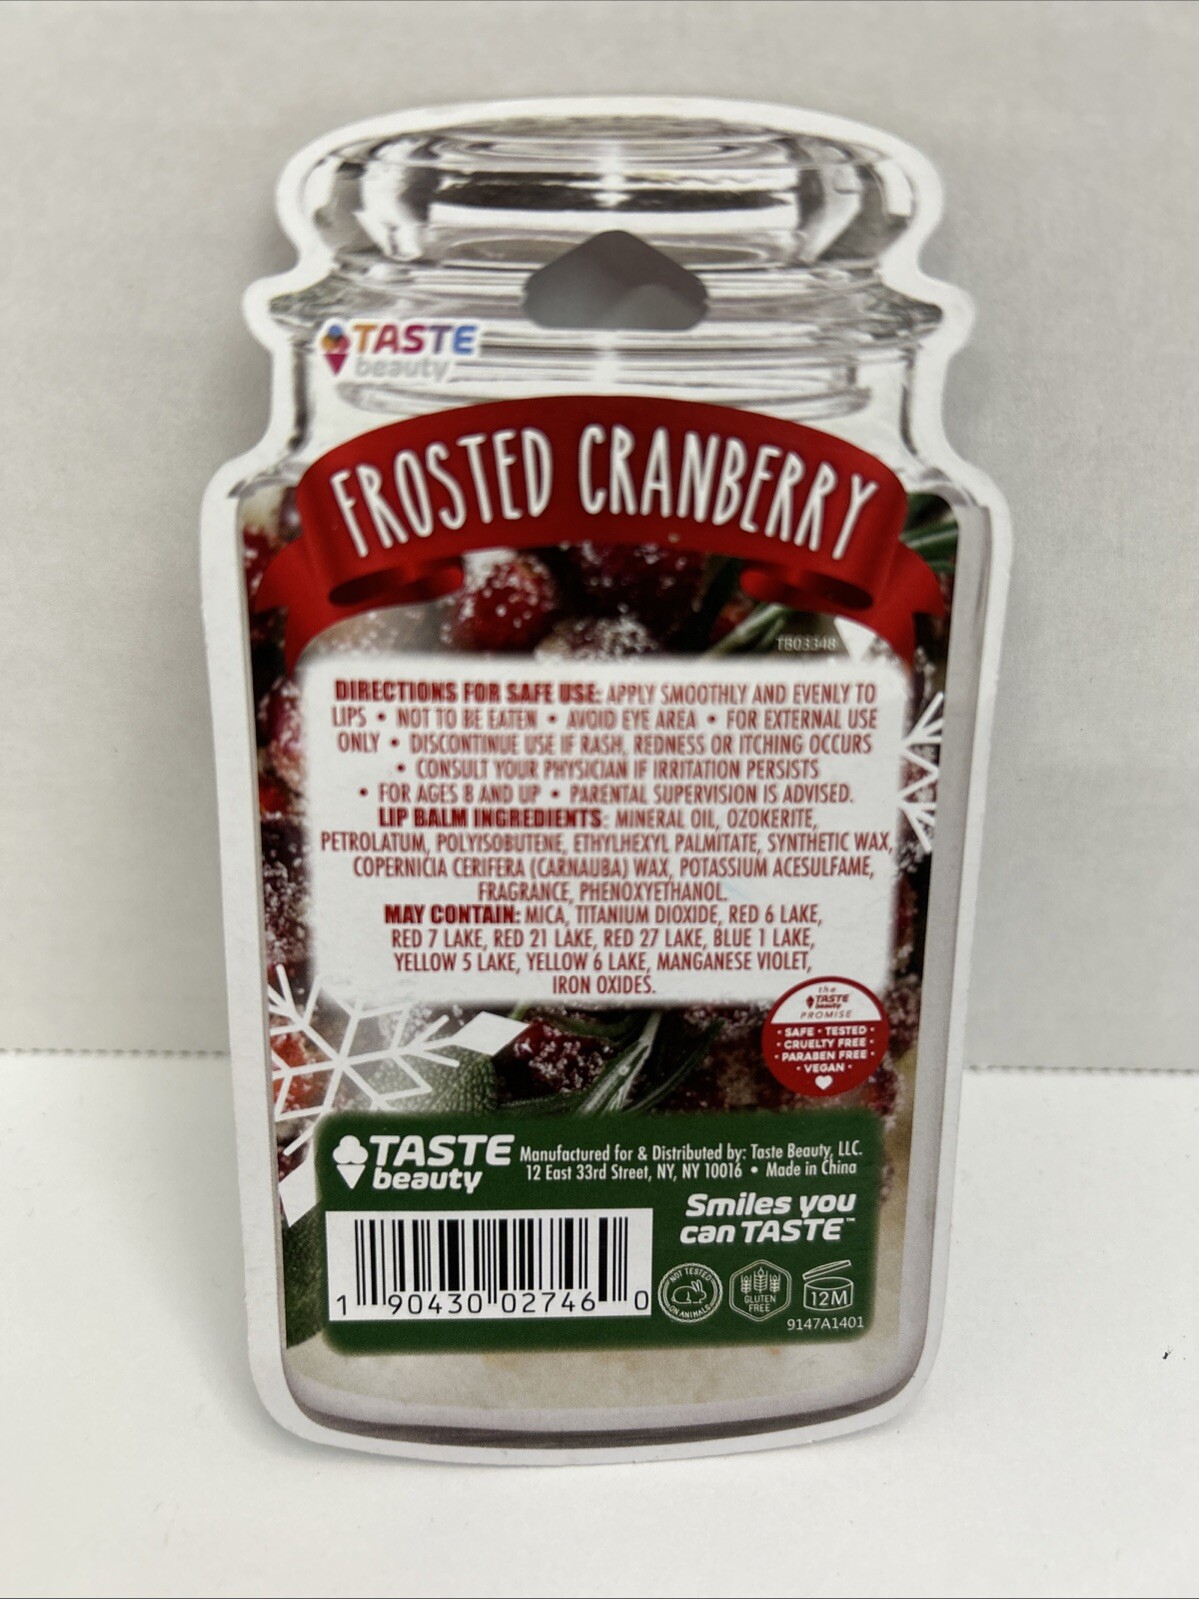 TASTE
beauty
FROSTED CRANBERRY
TB03348
DIRECTIONS FOR SAFE USE: APPLY SMOOTHLY AND EVENLY TO
LIPS • NOT TO BE EATEN • AVOID EYE AREA • FOR EXTERNAL USE
ONLY • DISCONTINUE USE IF RASH, REDNESS OR ITCHING OCCURS
• CONSULT YOUR PHYSICIAN IF IRRITATION PERSISTS
• FOR AGES 8 AND UP • PARENTAL SUPERVISION IS ADVISED.
LIP BALM INGREDIENTS: MINERAL OIL, OZOKERITE,
PETROLATUM, POLYISOBUTENE, ETHYLHEXYL PALMITATE, SYNTHETIC WAX,
COPERNICIA CERIFERA (CARNAUBA) WAX, POTASSIUM ACESULFAME,
FRAGRANCE, PHENOXYETHANOL.
MAY CONTAIN: MICA, TITANIUM DIOXIDE, RED 6 LAKE,
RED 7 LAKE, RED 21 LAKE, RED 27 LAKE, BLUE 1 LAKE,
YELLOW 5 LAKE, YELLOW 6 LAKE, MANGANESE VIOLET,
IRON OXIDES.
the
TASTE
beauty
PROMISE
• SAFE • TESTED
• CRUELTY FREE •
• PARABEN FREE •
• VEGAN •
TASTE
beauty
Manufactured for & Distributed by: Taste Beauty, LLC.
12 East 33rd Street, NY, NY 10016 • Made in China
Smiles you
can TASTE™
1 90430 02746 0
NOT TESTED
ON ANIMALS
GLUTEN
FREE
12M
9147A1401